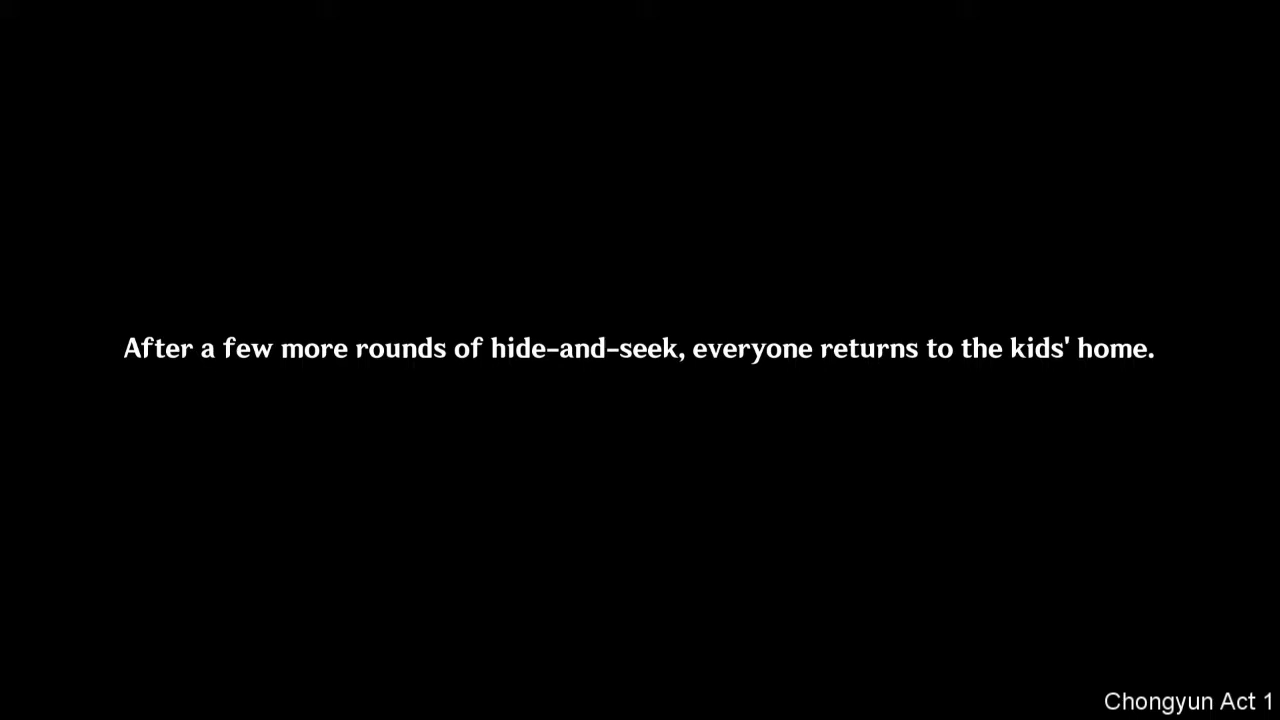 After a few more rounds of hide-and-seek, everyone returns to the kids' home.
Chongyun Act 1